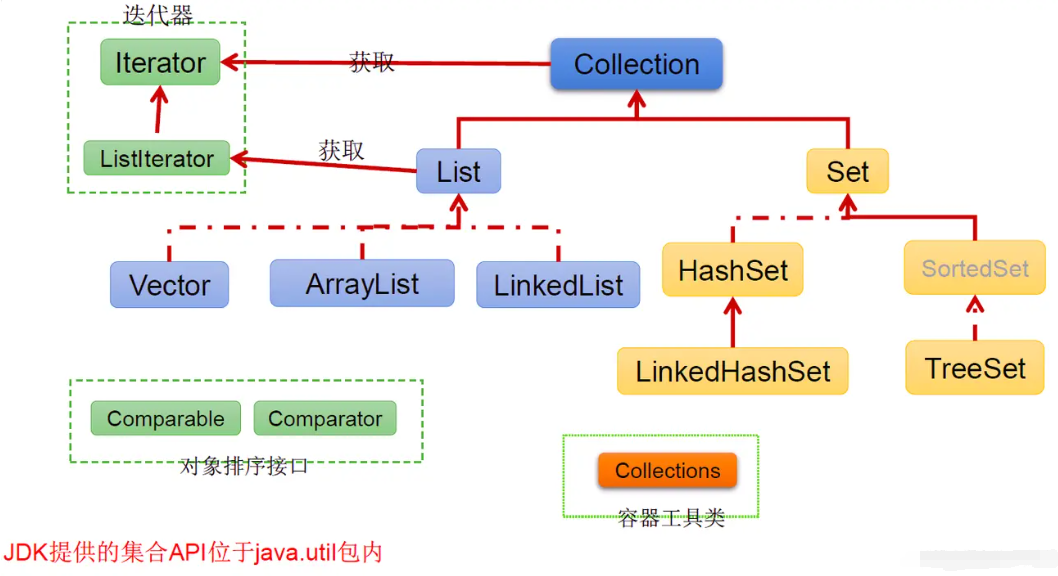 迭代器
Iterator
获取
Collection
ListIterator
获取
List
Set
Vector
ArrayList
LinkedList
HashSet
SortedSet
LinkedHashSet
TreeSet
Comparable
Comparator
对象排序接口
Collections
容器工具类
JDK提供的集合API位于java.util包内